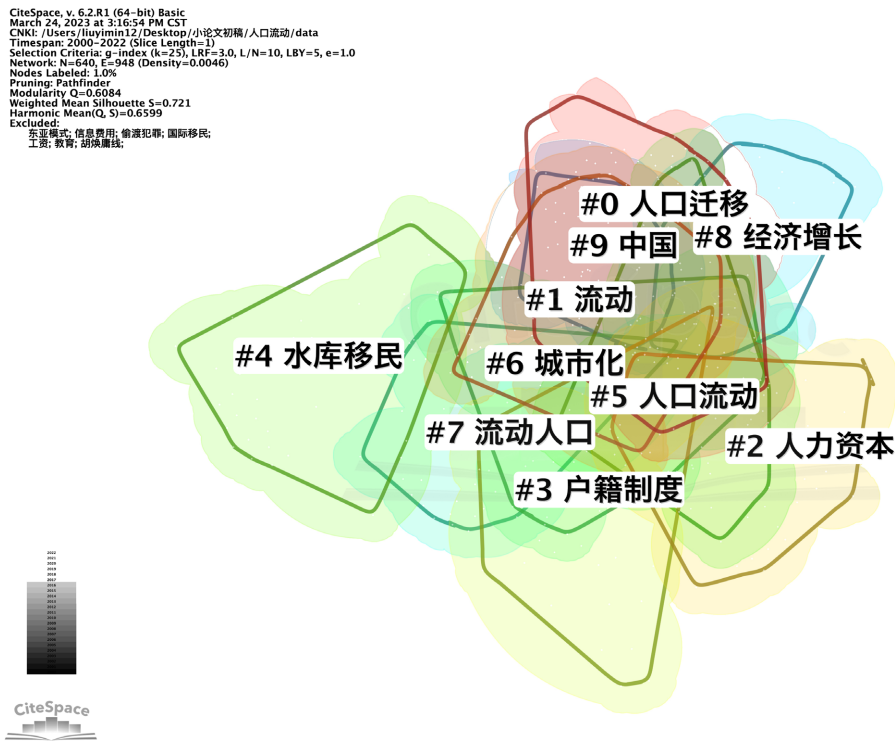 CiteSpace, v. 6.2.R1 (64-bit) Basic
March 24, 2023 at 3:16:54 PM CST
CNKI: /Users/liuyimin12/Desktop/小论文初稿/人口流动/data
Timespan: 2000-2022 (Slice Length=1)
Selection Criteria: g-index (k=25), LRF=3.0, L/N=10, LBY=5, e=1.0
Network: N=640, E=948 (Density=0.0046)
Nodes Labeled: 1.0%
Pruning: Pathfinder
Modularity Q=0.6084
Weighted Mean Silhouette S=0.721
Harmonic Mean(Q, S)=0.6599
Excluded:
东亚模式; 信息费用; 偷渡犯罪; 国际移民;
工资; 教育; 胡焕庸线;
#0 人口迁移
#9 中国
#8 经济增长
#1 流动
#4 水库移民
#6 城市化
#5 人口流动
#7 流动人口
#2 人力资本
#3 户籍制度
2022
2021
2020
2019
2018
2017
CiteSpace